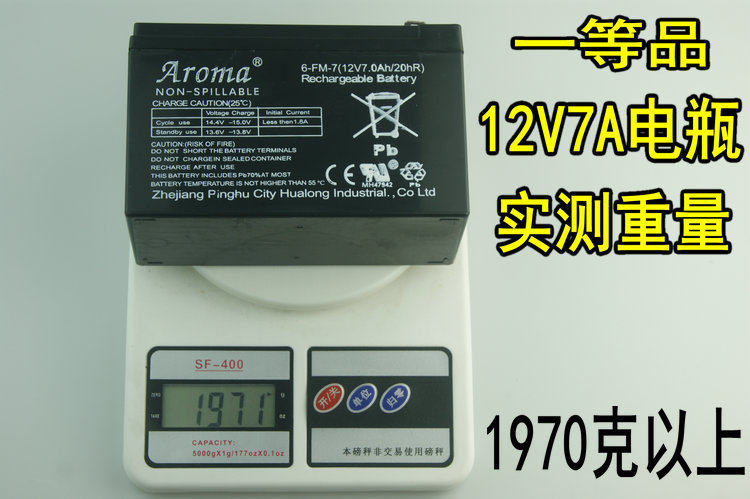 Aroma®
NON-SPILLABLE
6-FM-7(12V7.0Ah/20hR)
Rechargeable Battery
CHARGE CAUTION(25℃)
Voltage Charge Initial Current
Cycle use 14.4V -15.0V Less then1.8A
Standby use 13.6V -13.8V
CAUTION:(RISK OF FIRE)
DO NOT SHORT THE BATTERY TERMINALS
DO NOT CHARGE IN SEALED CONTAINER
RECHARGE AFTER USE
THIS BATTERY INCLUDES Pb70%AT MOST
BATTERY TEMPERATURE IS NOT HIGHER THAN 55 ℃
Zhejiang Pinghu City Hualong Industrial., Co Ltd
Pb
CE
MH47542
Pb
一等品
12V7A电瓶
实测重量
SF-400
ZERO
TARE
1971
开/关
单位
归零
CAPACITY:
5000gX1g/177ozX0.1oz
本磅秤非交易使用磅秤
1970克以上